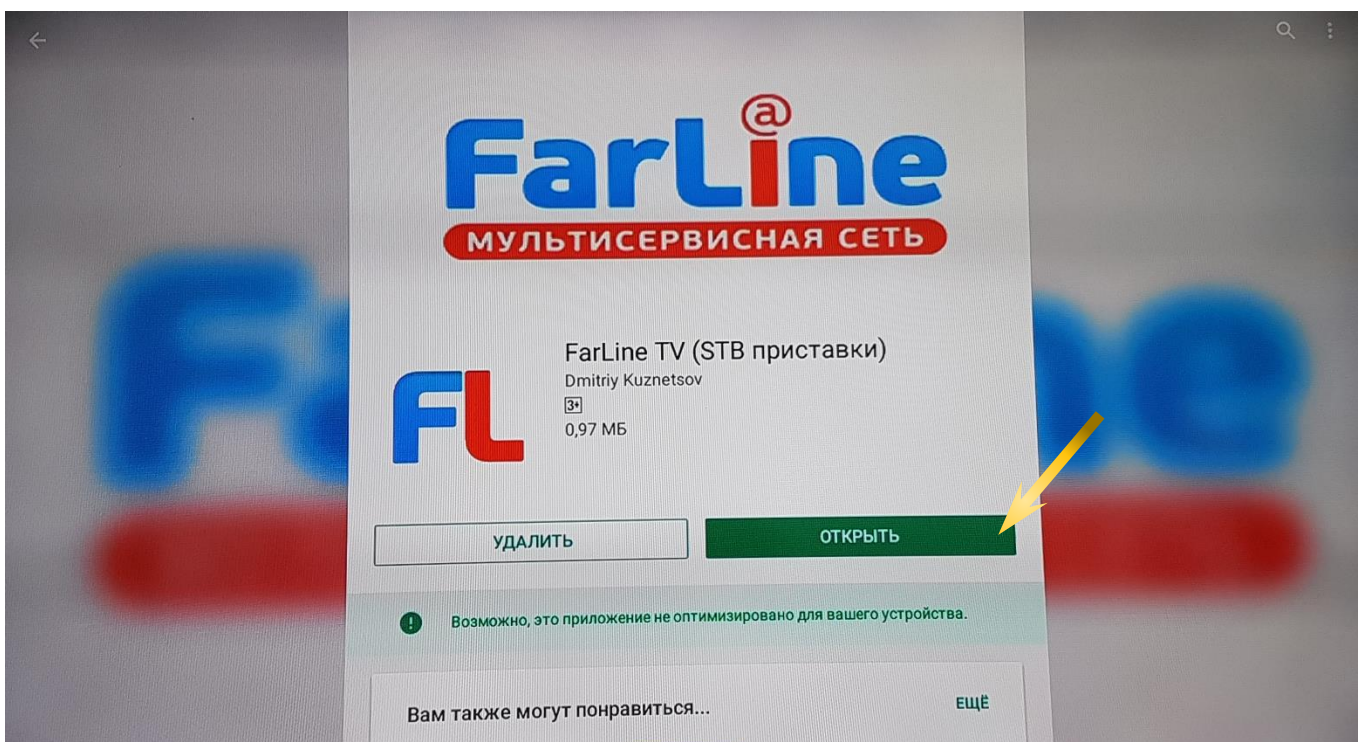 FarLine
МУЛЬТИСЕРВИСНАЯ СЕТЬ
FarLine TV (STB приставки)
Dmitriy Kuznetsov
3+
0,97 МБ
УДАЛИТЬ
ОТКРЫТЬ
Возможно, это приложение не оптимизировано для вашего устройства.
Вам также могут понравиться...
ЕЩЁ